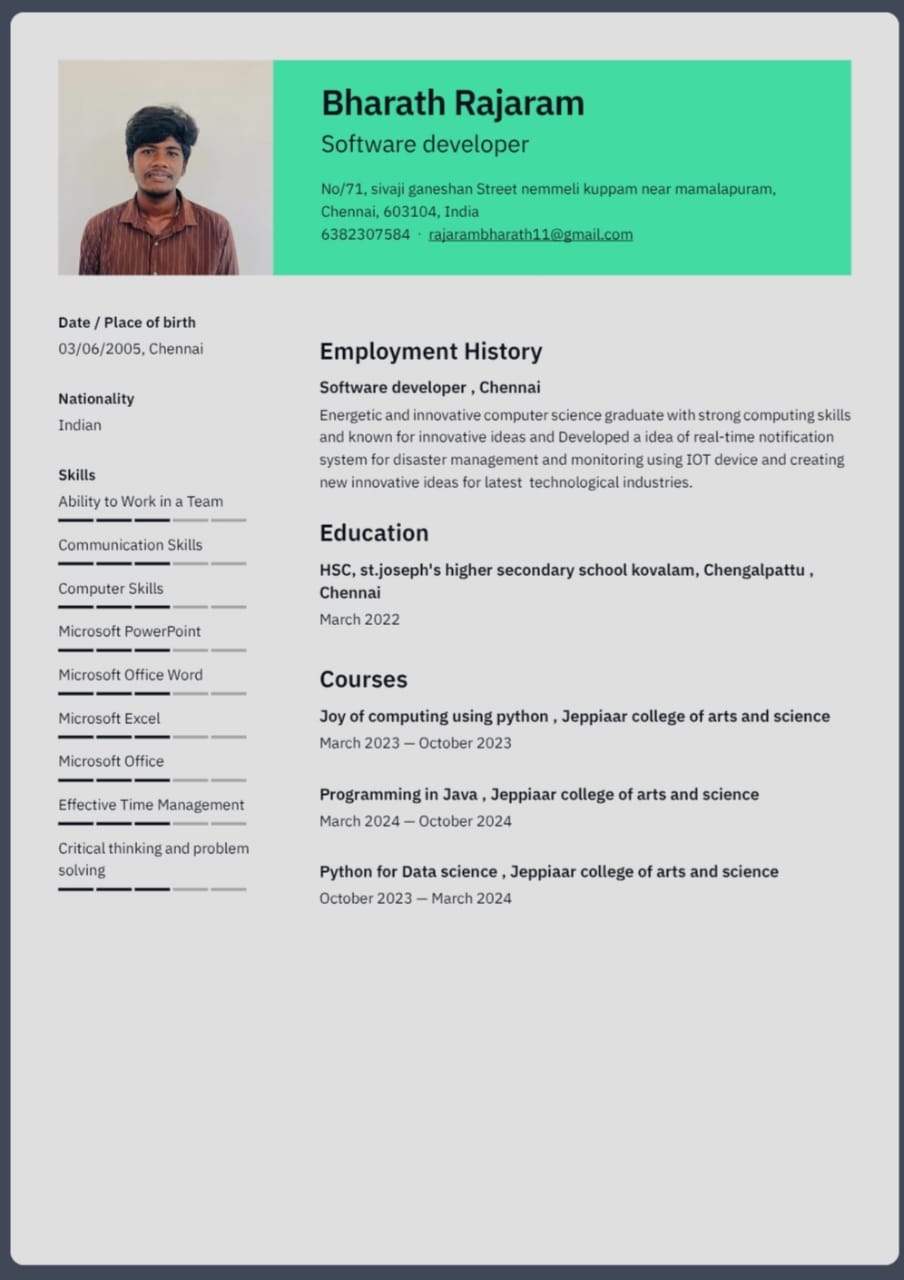 Bharath Rajaram
Software developer
No/71, sivaji ganeshan Street nemmeli kuppam near mamalapuram,
Chennai, 603104, India
6382307584 · rajarambharath11@gmail.com
Date / Place of birth
03/06/2005, Chennai
Nationality
Indian
Skills
Ability to Work in a Team
Communication Skills
Computer Skills
Microsoft PowerPoint
Microsoft Office Word
Microsoft Excel
Microsoft Office
Effective Time Management
Critical thinking and problem
solving
Employment History
Software developer , Chennai
Energetic and innovative computer science graduate with strong computing skills
and known for innovative ideas and Developed a idea of real-time notification
system for disaster management and monitoring using IOT device and creating
new innovative ideas for latest  technological industries.
Education
HSC, st.joseph's higher secondary school kovalam, Chengalpattu ,
Chennai
March 2022
Courses
Joy of computing using python , Jeppiaar college of arts and science
March 2023 — October 2023
Programming in Java , Jeppiaar college of arts and science
March 2024 — October 2024
Python for Data science , Jeppiaar college of arts and science
October 2023 — March 2024